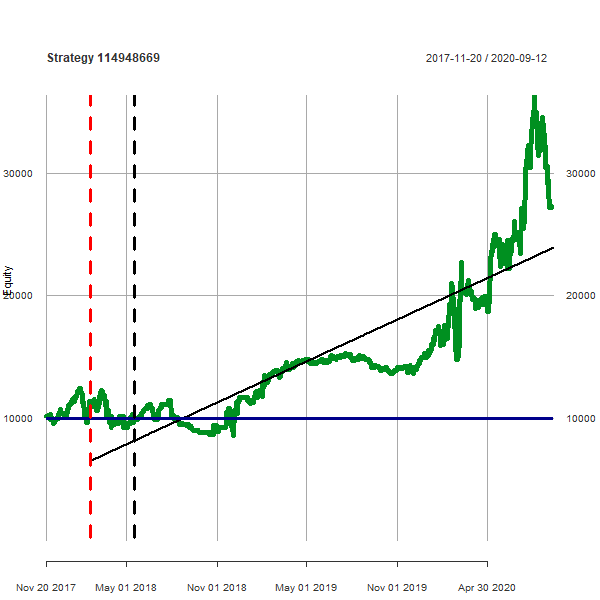 Strategy 114948669
2017-11-20 / 2020-09-12
30000
30000
Equity
20000
20000
10000
10000
Nov 20 2017
May 01 2018
Nov 01 2018
May 01 2019
Nov 01 2019
Apr 30 2020